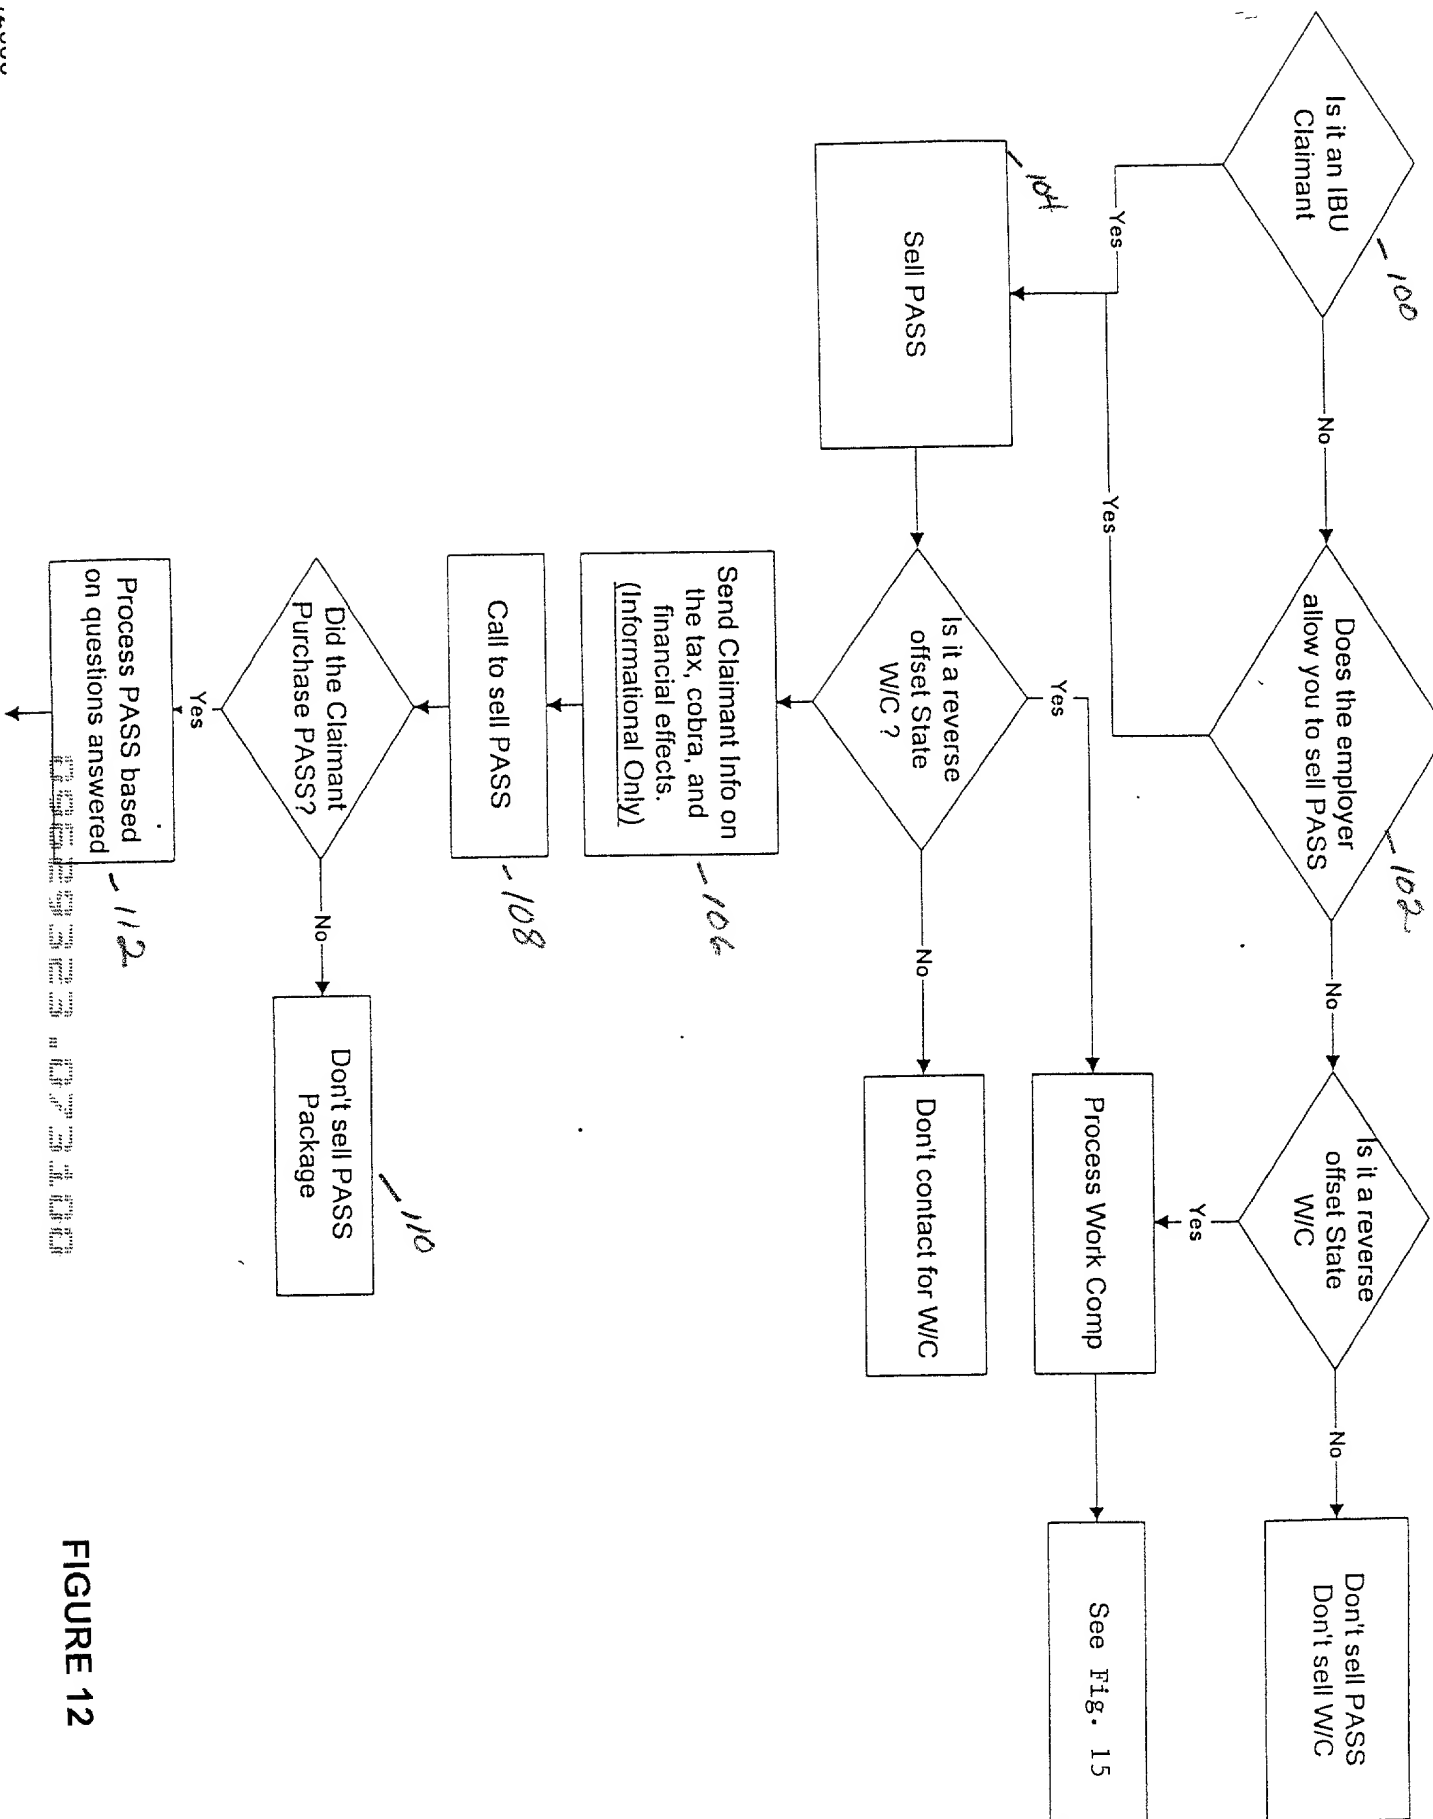 Is it an IBU
Claimant
100
No
Does the employer
allow you to sell PASS
102
No
Is it a reverse
offset State
W/C
No
Don't sell PASS
Don't sell W/C
Yes
Yes
Yes
104
Sell PASS
Is it a reverse
offset State
W/C ?
Yes
Process Work Comp
See Fig. 15
No
Don't contact for W/C
Send Claimant Info on
the tax, cobra, and
financial effects.
(Informational Only)
106
Call to sell PASS
108
Did the Claimant
Purchase PASS?
No
Don't sell PASS
Package
110
Yes
Process PASS based
on questions answered
112
09629323.073100
FIGURE 12